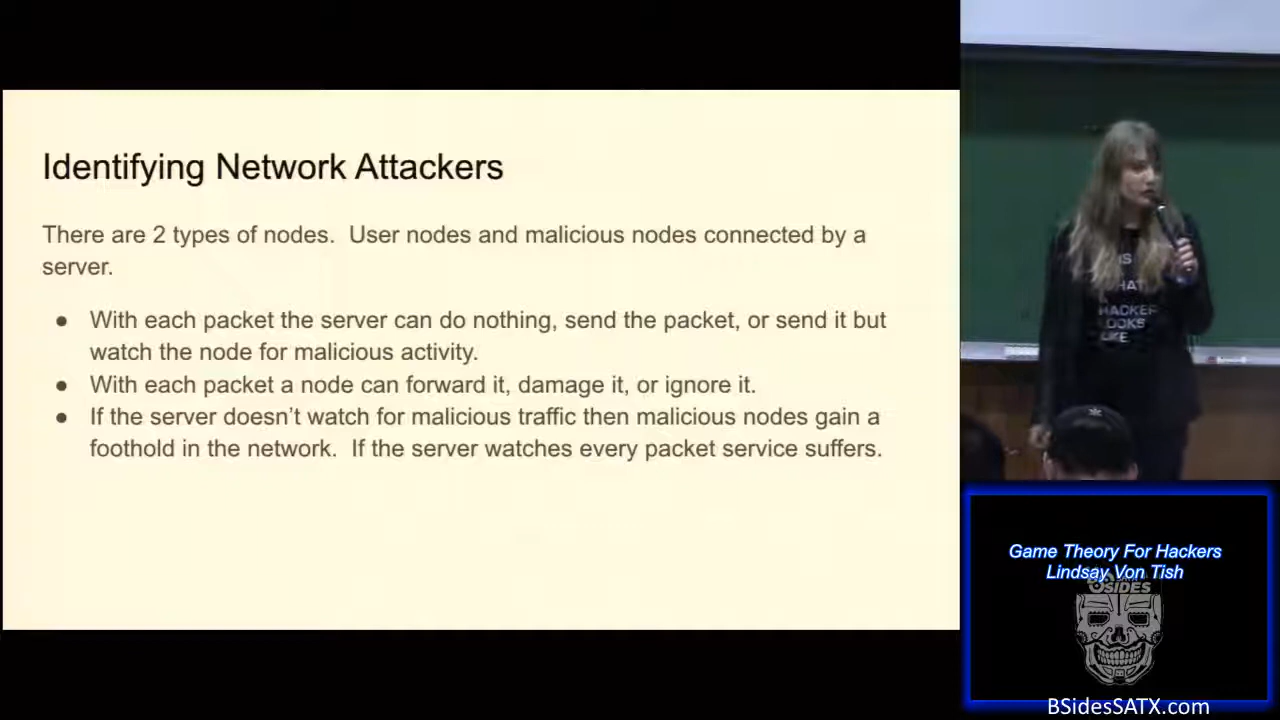 Identifying Network Attackers
There are 2 types of nodes.  User nodes and malicious nodes connected by a
server.
● With each packet the server can do nothing, send the packet, or send it but
watch the node for malicious activity.
● With each packet a node can forward it, damage it, or ignore it.
● If the server doesn’t watch for malicious traffic then malicious nodes gain a
foothold in the network.  If the server watches every packet service suffers.
IS
HAT
HACKER
LOOKS
LIKE
Game Theory For Hackers
Lindsay Von Tish
BSIDES
BSidesSATX.com